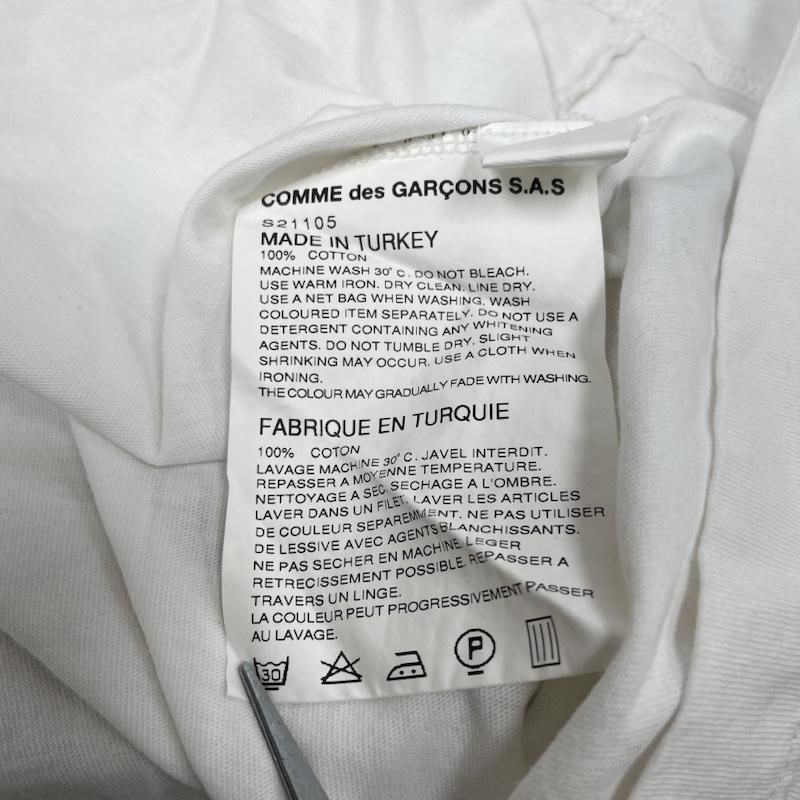 COMME des GARÇONS S.A.S
S21105
MADE IN TURKEY
100% COTTON
MACHINE WASH 30° C. DO NOT BLEACH.
USE WARM IRON. DRY CLEAN. LINE DRY.
USE A NET BAG WHEN WASHING. WASH
COLOURED ITEM SEPARATELY. DO NOT USE A
DETERGENT CONTAINING ANY WHITENING
AGENTS. DO NOT TUMBLE DRY. SLIGHT
SHRINKING MAY OCCUR. USE A CLOTH WHEN
IRONING.
THE COLOUR MAY GRADUALLY FADE WITH WASHING.
FABRIQUE EN TURQUIE
100% COTON
LAVAGE MACHINE 30° C. JAVEL INTERDIT.
REPASSER A MOYENNE TEMPERATURE.
NETTOYAGE A SEC. SECHAGE A L'OMBRE.
LAVER DANS UN FILET. LAVER LES ARTICLES
DE COULEUR SEPAREMMENT. NE PAS UTILISER
DE LESSIVE AVEC AGENTS BLANCHISSANTS.
NE PAS SECHER EN MACHINE. LEGER
RETRECISSEMENT POSSIBLE. REPASSER A
TRAVERS UN LINGE.
LA COULEUR PEUT PROGRESSIVEMENT PASSER
AU LAVAGE.
30 P